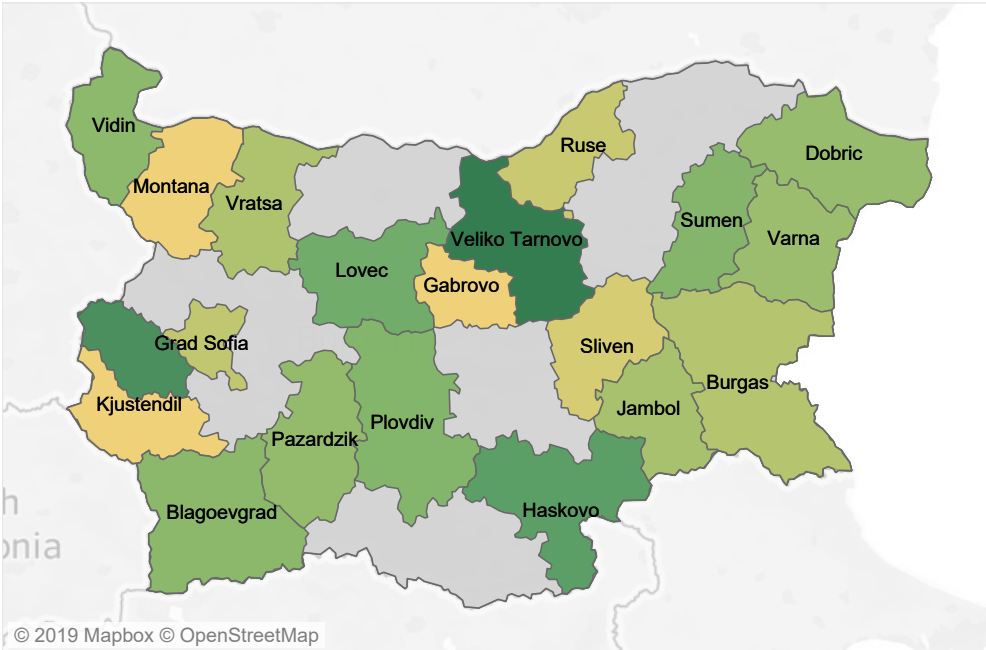 Vidin
Montana
Vratsa
Ruse
Dobric
Sumen
Varna
Veliko Tarnovo
Lovec
Gabrovo
Grad Sofia
Sliven
Kjustendil
Burgas
Jambol
Plovdiv
Pazardzik
Blagoevgrad
Haskovo
onia
© 2019 Mapbox © OpenStreetMap